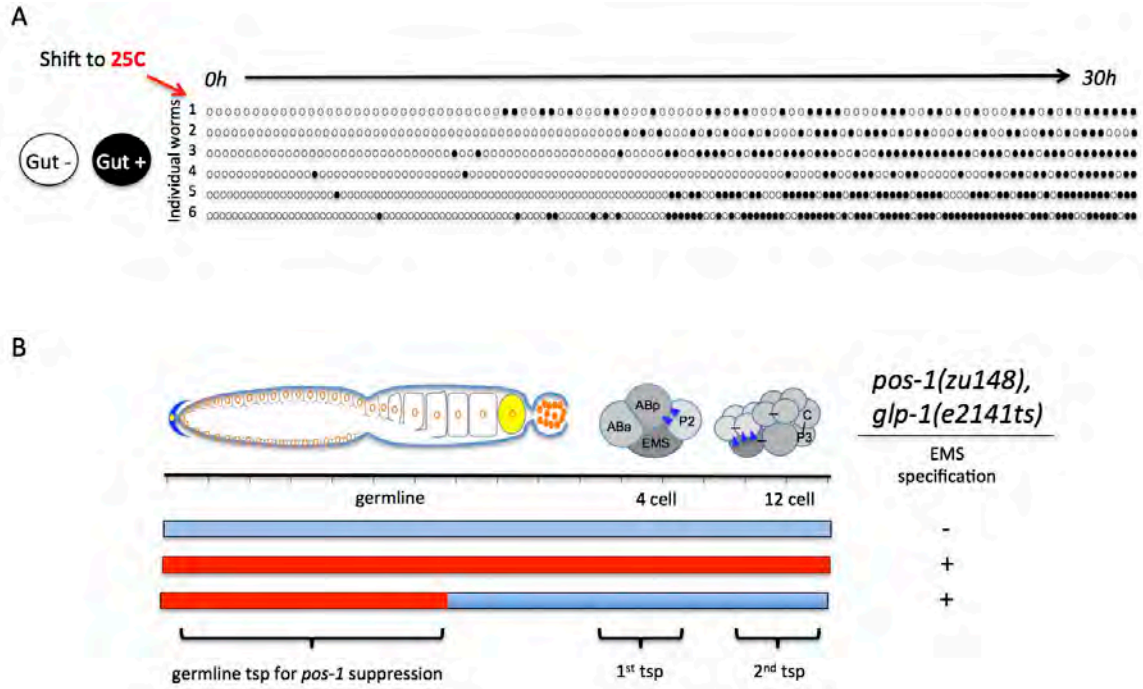 A
Shift to 25C
0h
30h
Gut -
Gut +
Individual worms
1
2
3
4
5
6
B
ABp
ABa
P2
EMS
C
P3
pos-1(zu148),
glp-1(e2141ts)
EMS
specification
germline
4 cell
12 cell
-
+
+
germline tsp for pos-1 suppression
1st tsp
2nd tsp